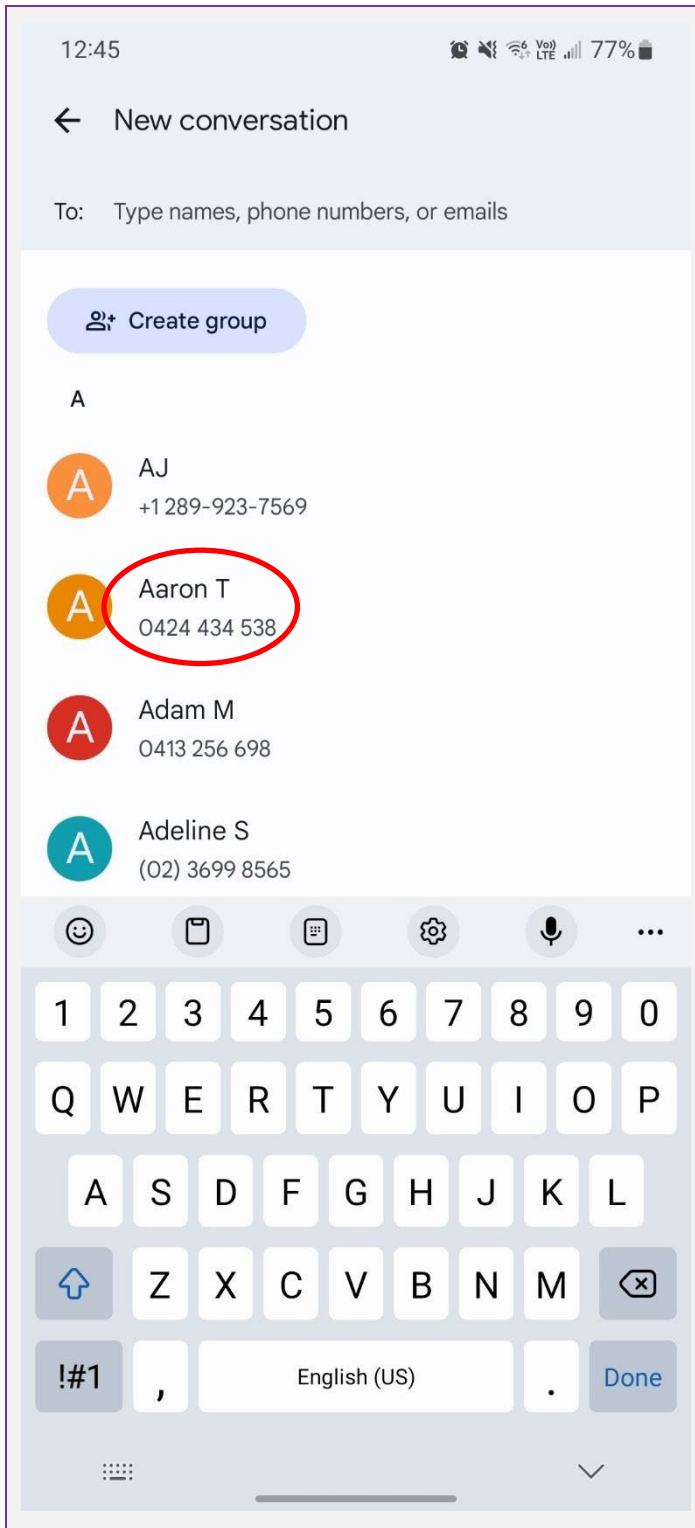 12:45 Vo)) LTE 77%
New conversation
To: Type names, phone numbers, or emails
Create group
A
A AJ
+1 289-923-7569
A Aaron T
0424 434 538
A Adam M
0413 256 698
A Adeline S
(02) 3699 8565
1 2 3 4 5 6 7 8 9 0
Q W E R T Y U I O P
A S D F G H J K L
Z X C V B N M
!#1 , English (US) . Done